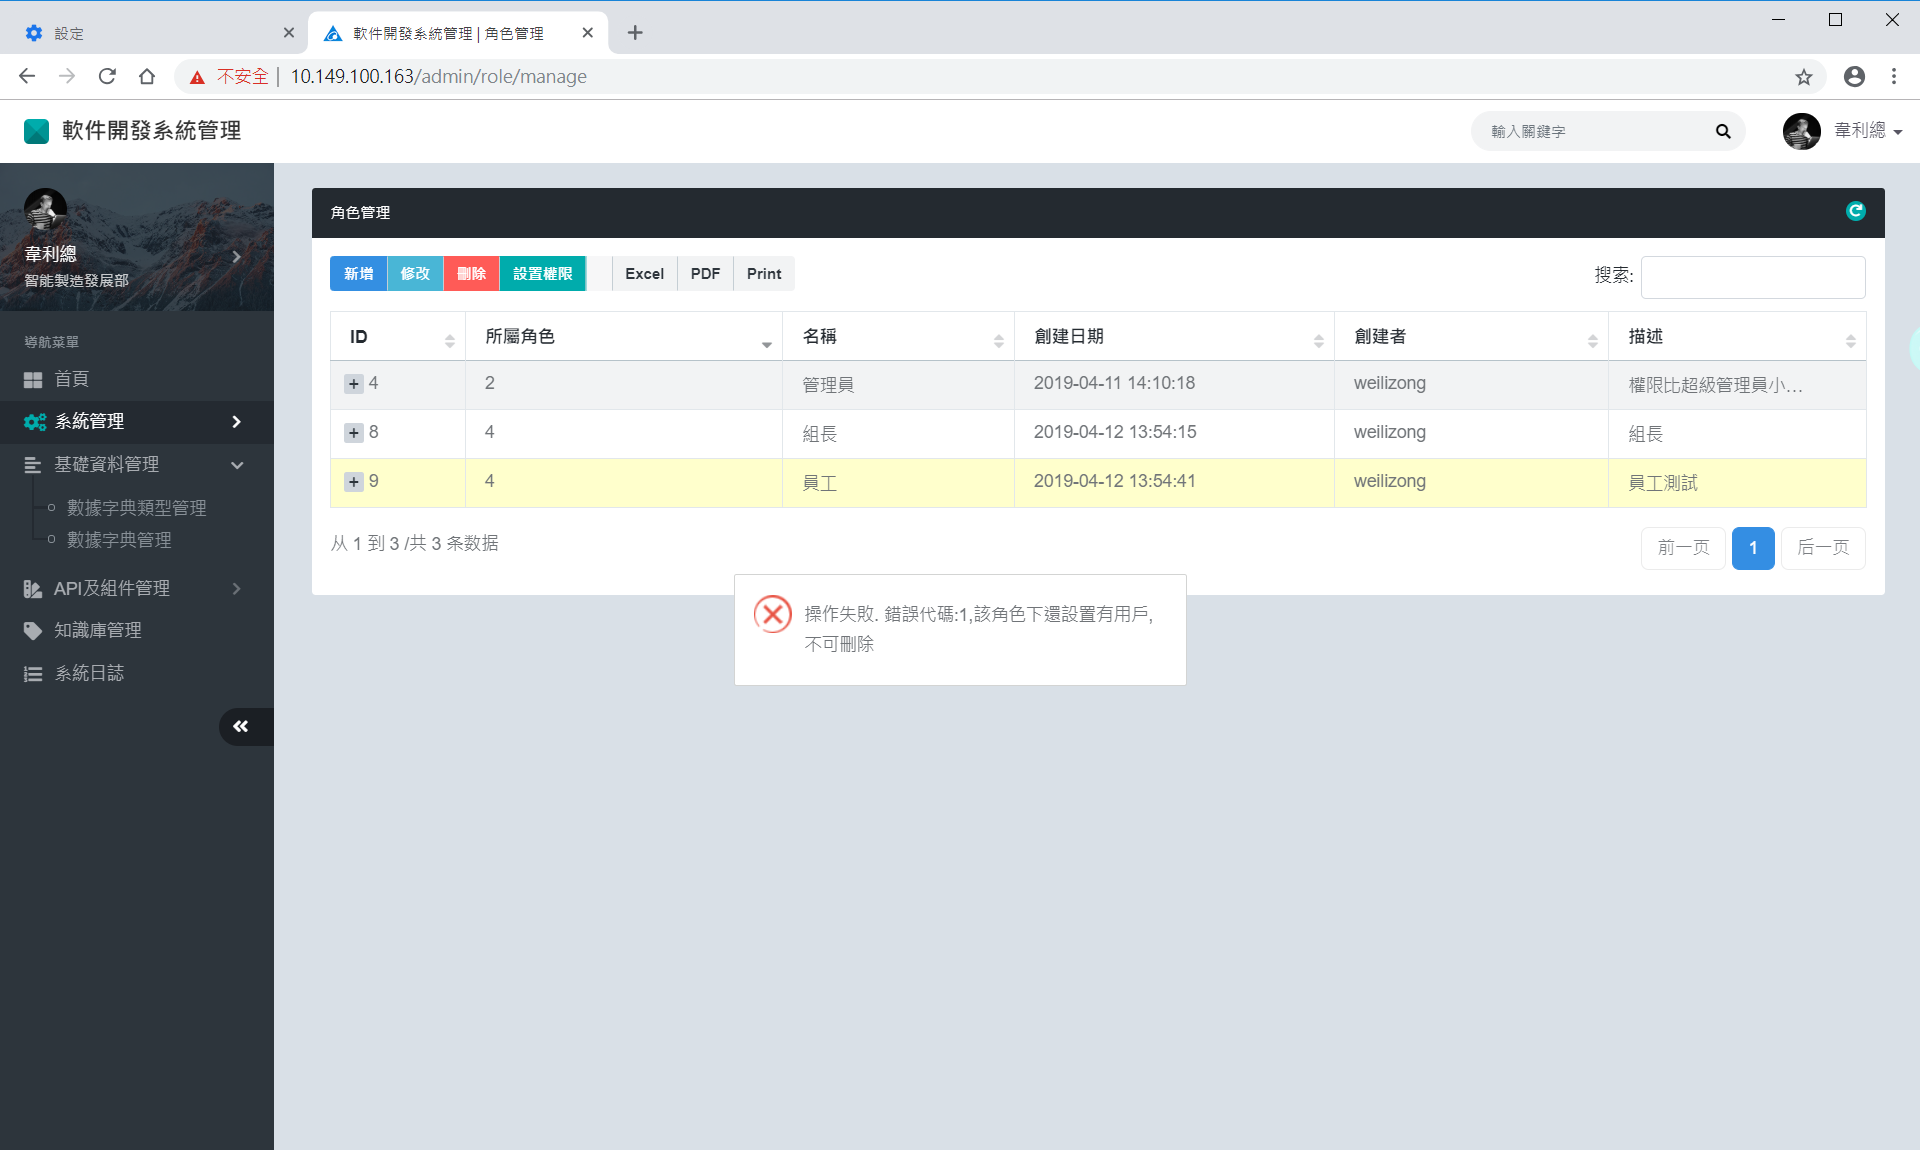 設定
軟件開發系統管理 | 角色管理
不安全 | 10.149.100.163/admin/role/manage
軟件開發系統管理
輸入關鍵字
韋利總
韋利總
智能製造發展部
導航菜單
首頁
系統管理
基礎資料管理
數據字典類型管理
數據字典管理
API及組件管理
知識庫管理
系統日誌
角色管理
新增 修改 刪除 設置權限 Excel PDF Print
搜索:
ID 所屬角色 名稱 創建日期 創建者 描述
4 2 管理員 2019-04-11 14:10:18 weilizong 權限比超級管理員小...
8 4 組長 2019-04-12 13:54:15 weilizong 組長
9 4 員工 2019-04-12 13:54:41 weilizong 員工測試
从 1 到 3 /共 3 条数据
前一页 1 后一页
操作失敗. 錯誤代碼:1,該角色下還設置有用戶,
不可刪除